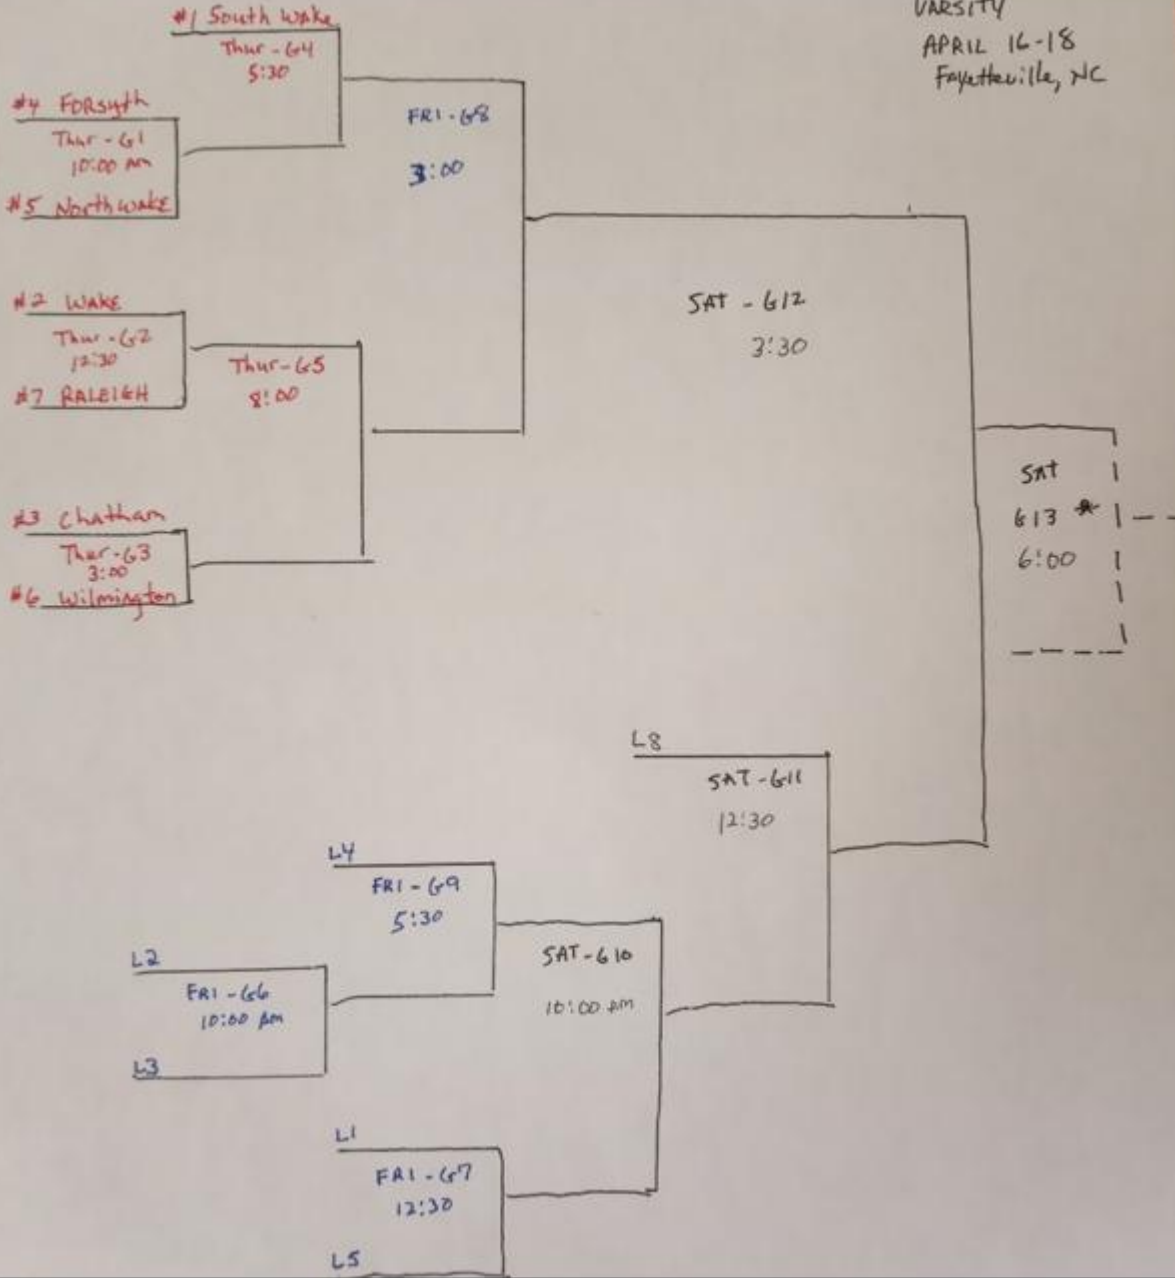 VARSITY
APRIL 16-18
Fayetteville, NC
#1 South Wake
Thur-G4
5:30
#4 FORSyth
Thur-G1
10:00 Am
#5 NorthWAKE
FRI-G8
3:00
#2 WAKE
Thur-G2
12:30
#7 RALEIGH
Thur-G5
8:00
#3 Chatham
Thur-G3
3:00
#6 Wilmington
SAT - G12
3:30
SAT
G13 *
6:00
L8
SAT-G11
12:30
L4
FRI-G9
5:30
L2
FRI-G6
10:00 Am
L3
SAT-G10
10:00 Am
L1
FRI-G7
12:30
L5